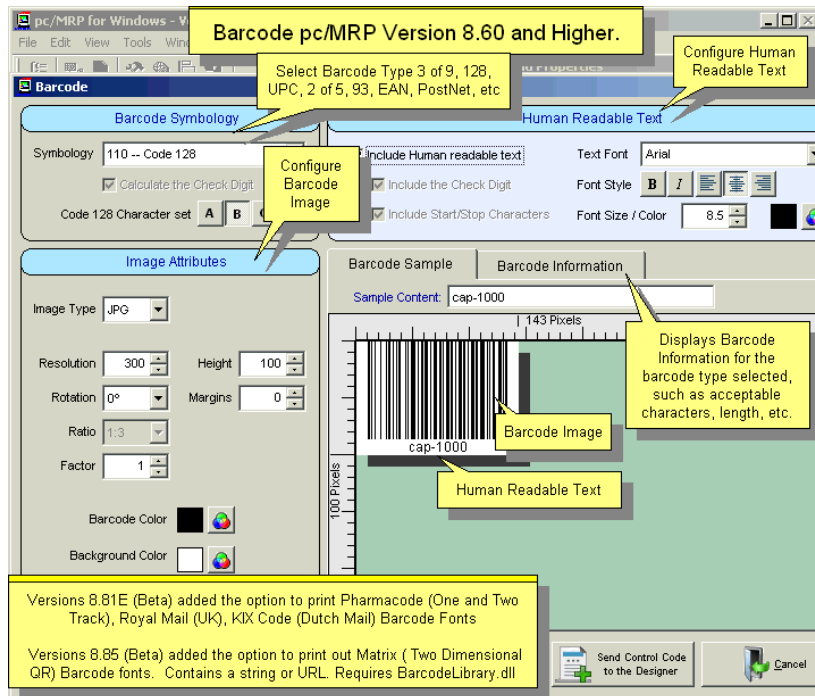 pc/MRP for Windows - V
Barcode pc/MRP Version 8.60 and Higher.
File Edit View Tools
Configure Human
Readable Text
Select Barcode Type 3 of 9, 128,
UPC, 2 of 5, 93, EAN, PostNet, etc
Properties
Barcode
Barcode Symbology
Human Readable Text
Symbology 110 -- Code 128
Calculate the Check Digit
Code 128 Character set A B
Configure
Barcode
Image
Include Human readable text
Text Font Arial
Include the Check Digit
Font Style B I
Include Start/Stop Characters
Font Size / Color 8.5
Image Attributes
Barcode Sample
Barcode Information
Sample Content: cap-1000
Image Type JPG
143 Pixels
Resolution 300 Height 100
Rotation 0° Margins 0
Ratio 1:3
Factor 1
Displays Barcode
Information for the
barcode type selected,
such as acceptable
characters, length, etc.
Barcode Image
cap-1000
Human Readable Text
100 Pixels
Barcode Color
Background Color
Versions 8.81E (Beta) added the option to print Pharmacode (One and Two
Track), Royal Mail (UK), KIX Code (Dutch Mail) Barcode Fonts
Versions 8.85 (Beta) added the option to print out Matrix ( Two Dimensional
QR) Barcode fonts. Contains a string or URL. Requires BarcodeLibrary.dll
Send Control Code
to the Designer
Cancel